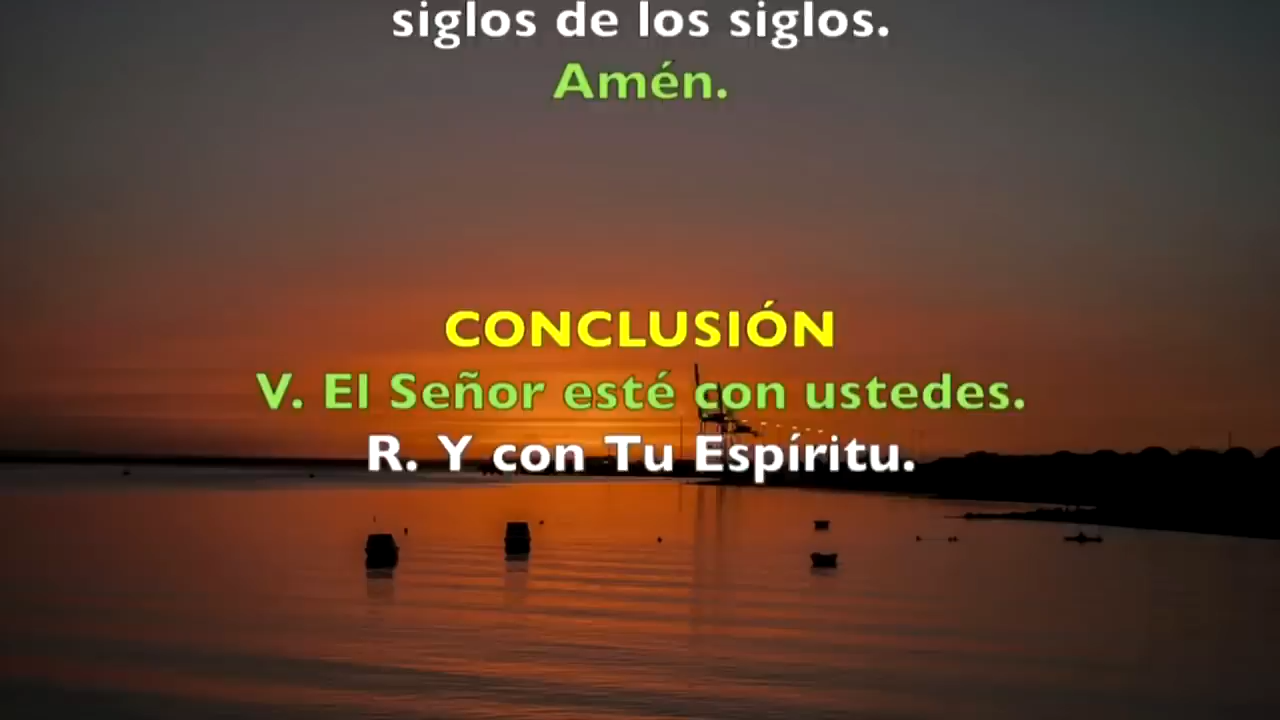 siglos de los siglos.
Amén.
CONCLUSIÓN
V. El Señor esté con ustedes.
R. Y con Tu Espíritu.